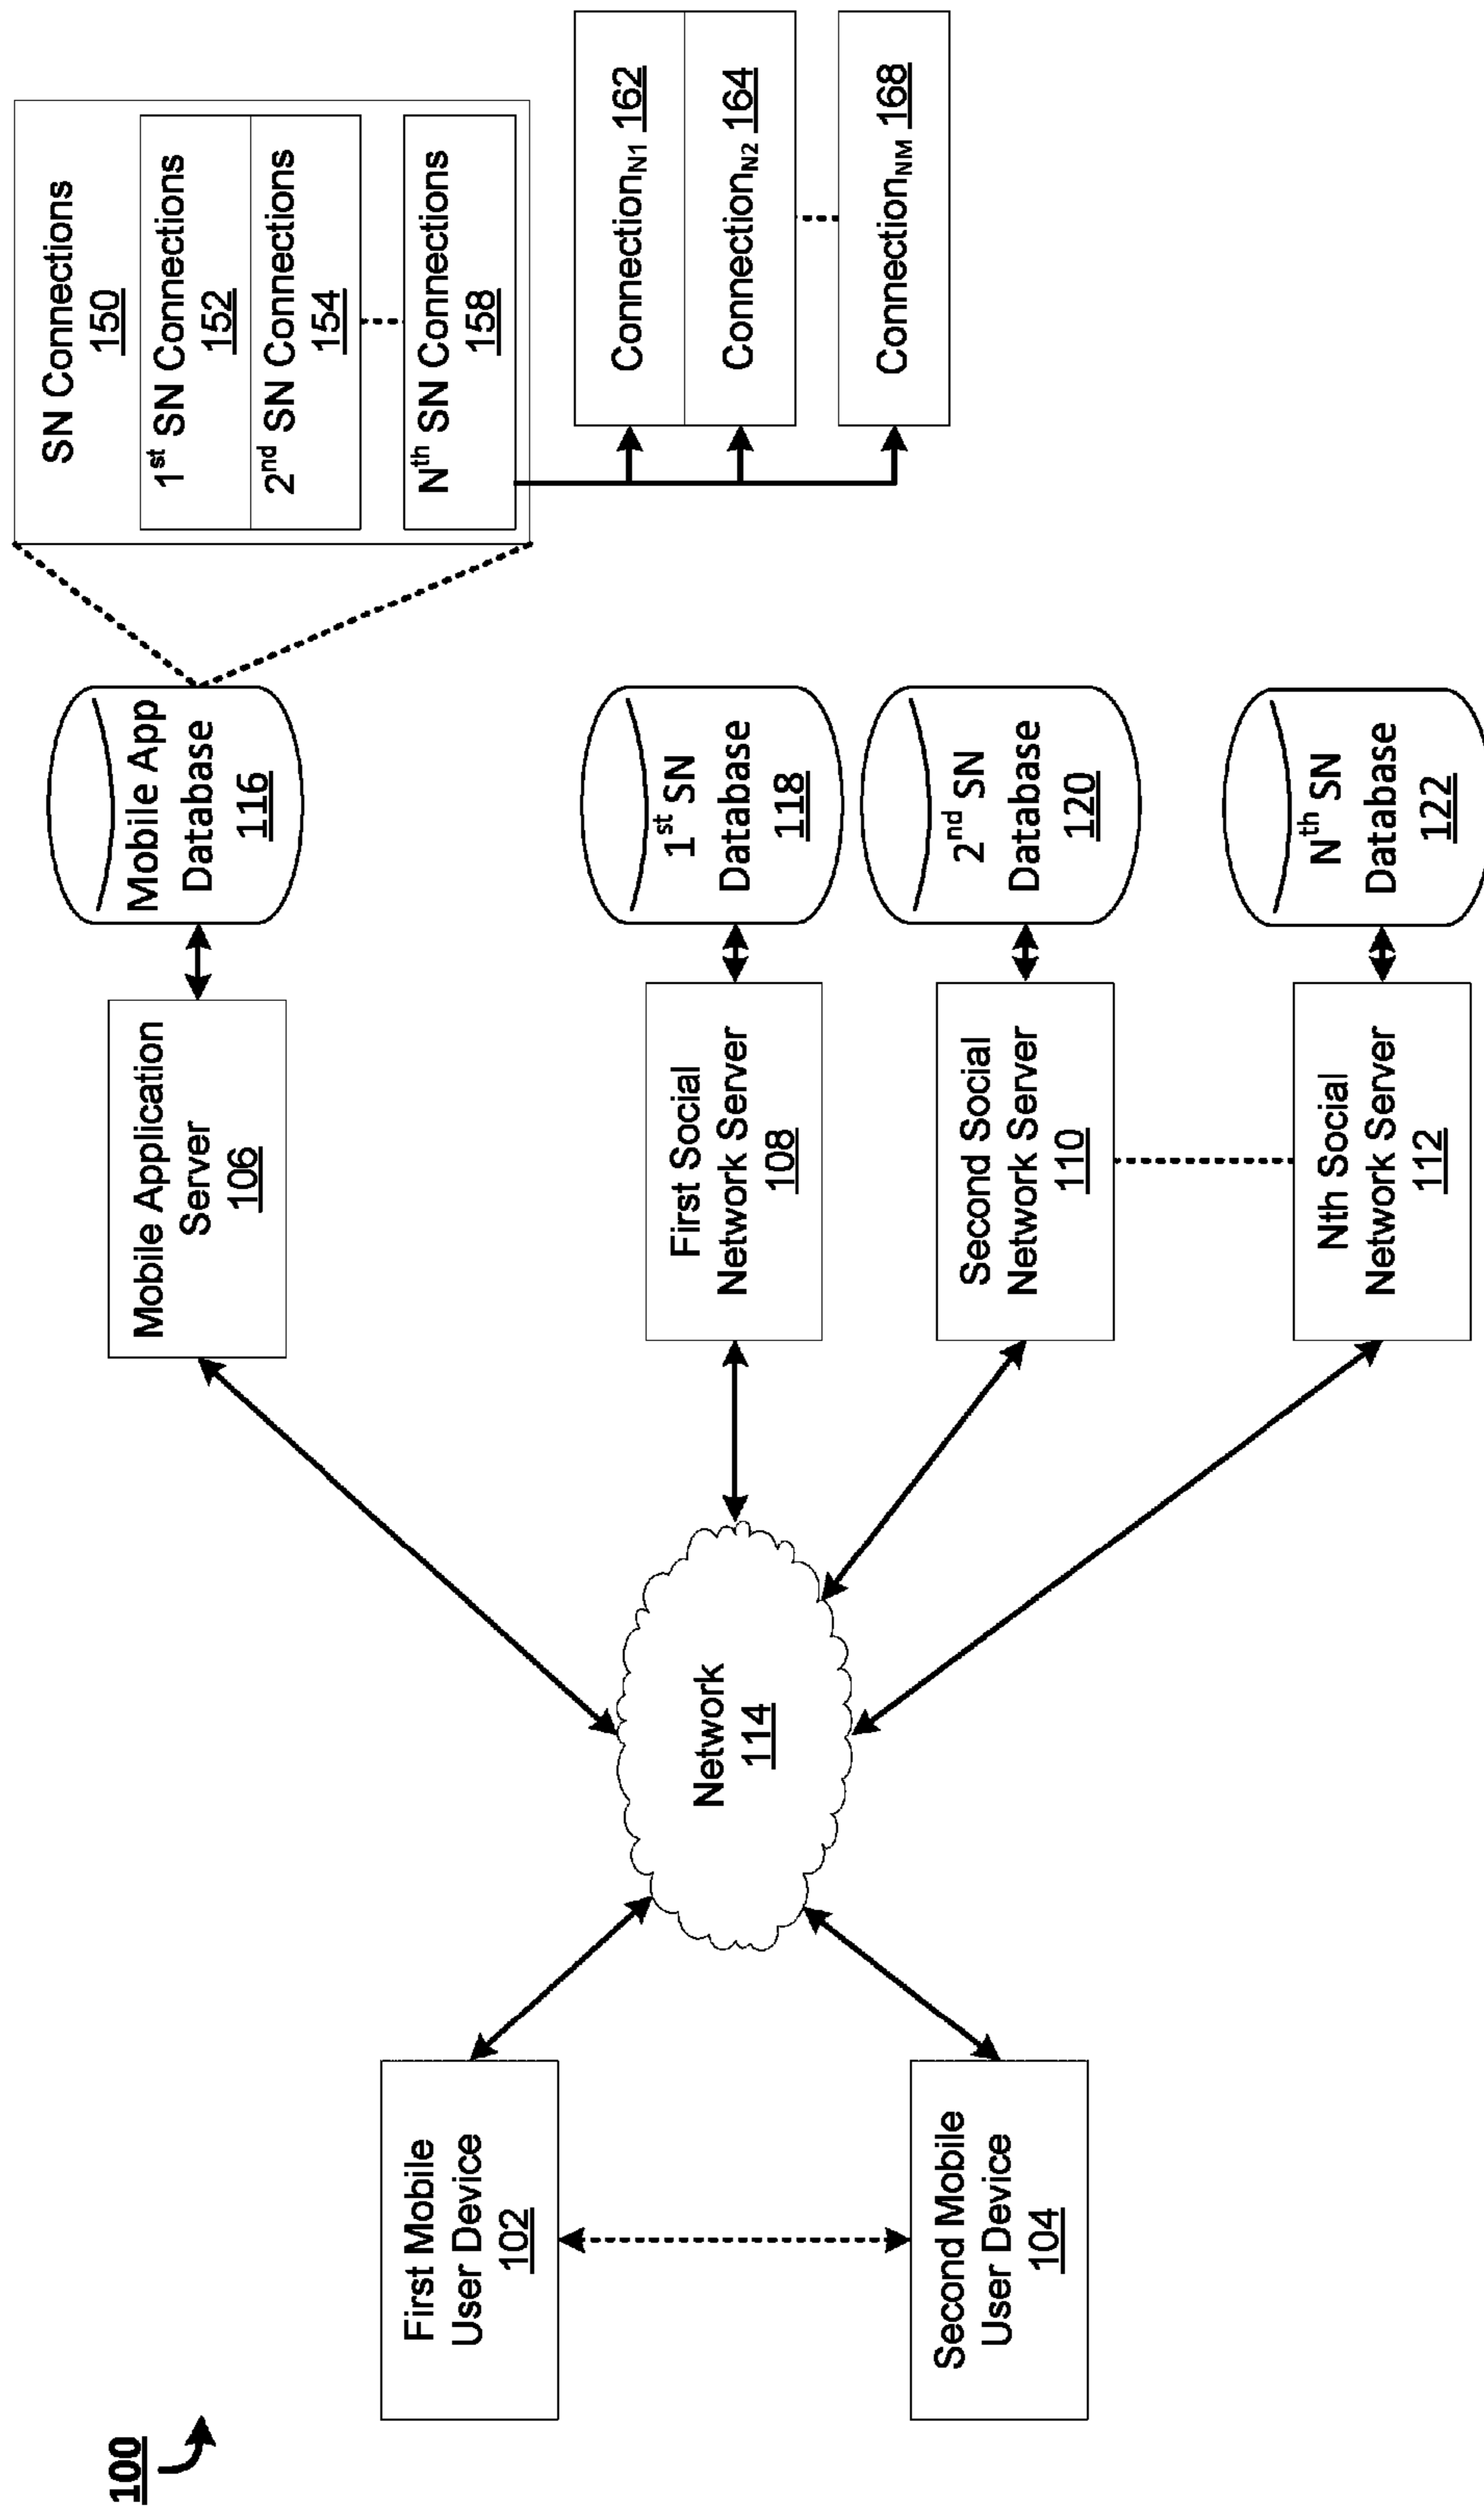 100
First Mobile
User Device
102
Second Mobile
User Device
104
Network
114
Mobile Application
Server
106
First Social
Network Server
108
Second Social
Network Server
110
Nth Social
Network Server
112
Mobile App
Database
116
1st SN
Database
118
2nd SN
Database
120
Nth SN
Database
122
SN Connections
150
1st SN Connections
152
2nd SN Connections
154
Nth SN Connections
158
ConnectionN1 162
ConnectionN2 164
ConnectionNM 168